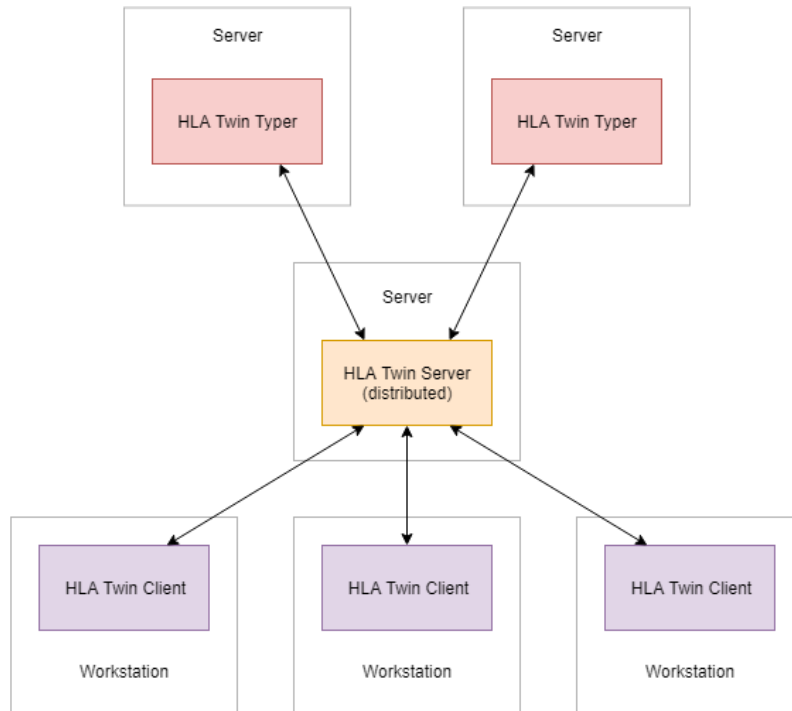 Server
Server
HLA Twin Typer
HLA Twin Typer
Server
HLA Twin Server
(distributed)
HLA Twin Client
HLA Twin Client
HLA Twin Client
Workstation
Workstation
Workstation